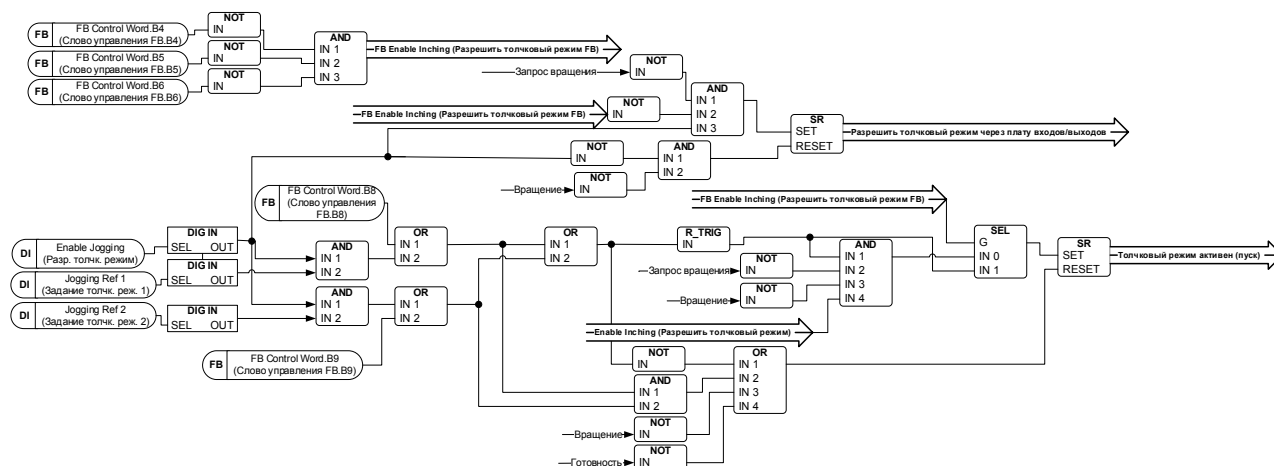 FB
FB Control Word.B4
(Слово управления FB.B4)
NOT
IN
FB
FB Control Word.B5
(Слово управления FB.B5)
NOT
IN
FB
FB Control Word.B6
(Слово управления FB.B6)
NOT
IN
AND
IN 1
IN 2
IN 3
FB Enable Inching (Разрешить толчковый режим FB)
Запрос вращения
NOT
IN
FB Enable Inching (Разрешить толчковый режим FB)
NOT
IN
AND
IN 1
IN 2
IN 3
SR
SET
RESET
Разрешить толчковый режим через плату входов/выходов
NOT
IN
Вращение
NOT
IN
AND
IN 1
IN 2
FB
FB Control Word.B8
(Слово управления
FB.B8)
FB Enable Inching (Разрешить толчковый режим FB)
DI
Enable Jogging
(Разр. толчк. режим)
DIG IN
SEL OUT
DI
Jogging Ref 1
(Задание толчк. реж. 1)
DIG IN
SEL OUT
DI
Jogging Ref 2
(Задание толчк. реж. 2)
DIG IN
SEL OUT
AND
IN 1
IN 2
OR
IN 1
IN 2
AND
IN 1
IN 2
OR
IN 1
IN 2
OR
IN 1
IN 2
R_TRIG
IN
Запрос вращения
NOT
IN
Вращение
NOT
IN
AND
IN 1
IN 2
IN 3
IN 4
SEL
G
IN 0
IN 1
SR
SET
RESET
Толчковый режим активен (пуск)
Enable Inching (Разрешить толчковый режим)
FB
FB Control Word.B9
(Слово управления FB.B9)
NOT
IN
AND
IN 1
IN 2
OR
IN 1
IN 2
IN 3
IN 4
Вращение
NOT
IN
Готовность
NOT
IN